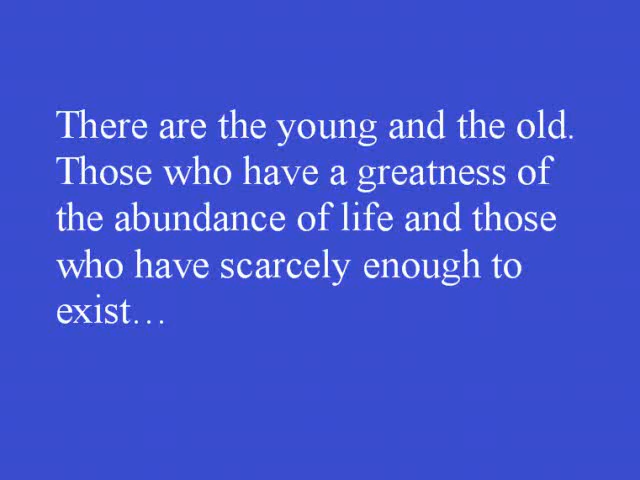 There are the young and the old.
Those who have a greatness of
the abundance of life and those
who have scarcely enough to
exist…